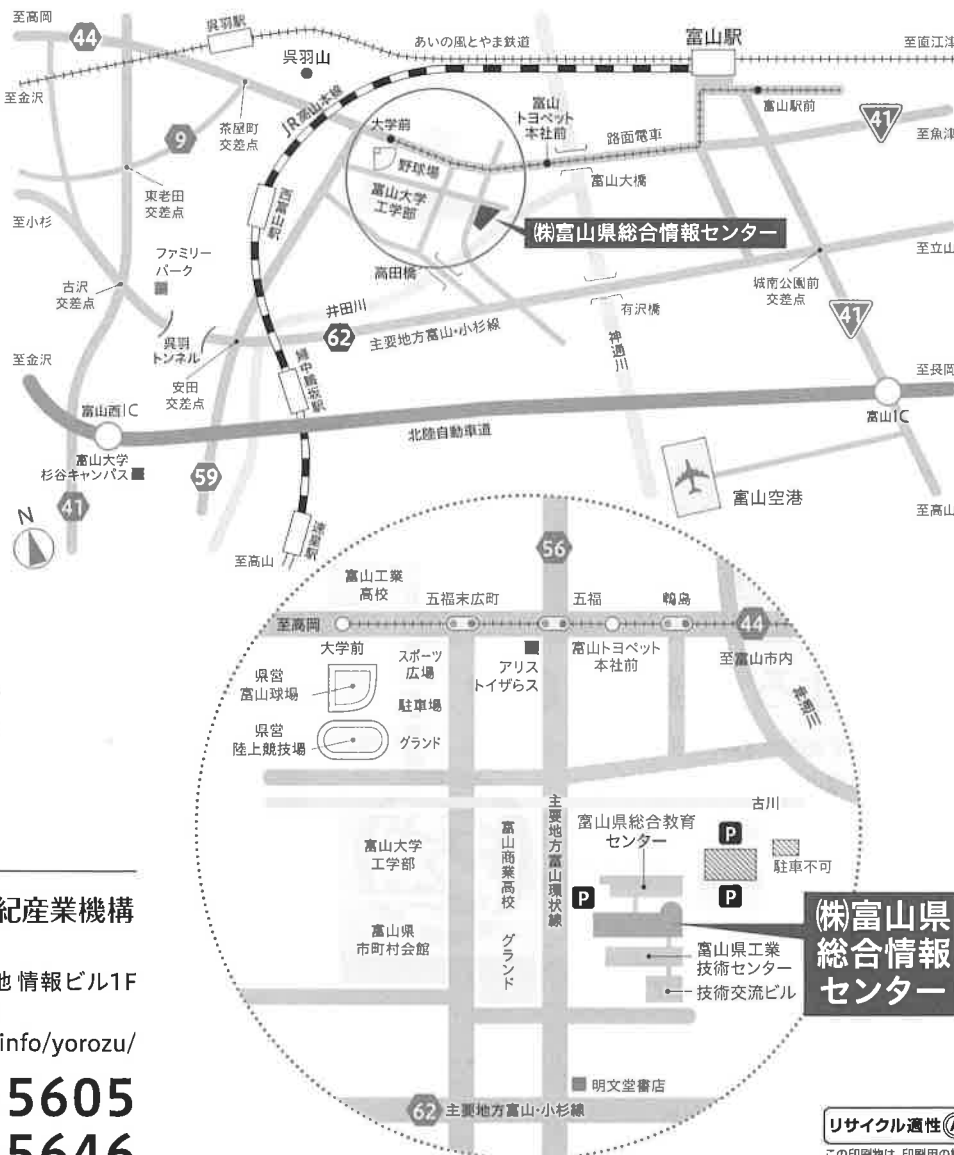 至高岡
44
呉羽駅
あいの風とやま鉄道
富山駅
至直江津
呉羽山
至金沢
9
茶屋町
交差点
JR高山本線
大学前
富山
トヨペット
本社前
富山駅前
41
至魚津
路面電車
野球場
東老田
交差点
富山大学
工学部
富山大橋
西富山駅
至小杉
㈱富山県総合情報センター
至立山
ファミリー
パーク
高田橋
城南公園前
交差点
古沢
交差点
井田川
有沢橋
41
62
主要地方富山・小杉線
呉羽
トンネル
神通川
至金沢
安田
交差点
婦中鵜坂駅
至長岡
富山西IC
富山IC
北陸自動車道
富山大学
杉谷キャンパス
59
41
富山空港
N
速星駅
至高山
至高山
56
富山工業
高校
五福末広町
五福
鴨島
至高岡
44
大学前
スポーツ
広場
アリス
トイザらス
富山トヨペット
本社前
至富山市内
県営
富山球場
駐車場
神通川
県営
陸上競技場
グランド
古川
主要地方富山環状線
富山県総合教育
センター
P
富山大学
工学部
富山商業高校 グランド
駐車不可
P
P
富山県
市町村会館
㈱富山県
総合情報
センター
富山県工業
技術センター
技術交流ビル
明文堂書店
62
主要地方富山・小杉線
紀産業機構
情報ビル1F
info/yorozu/
5605
5646
リサイクル適性Ⓐ
この印刷物は、印刷用の